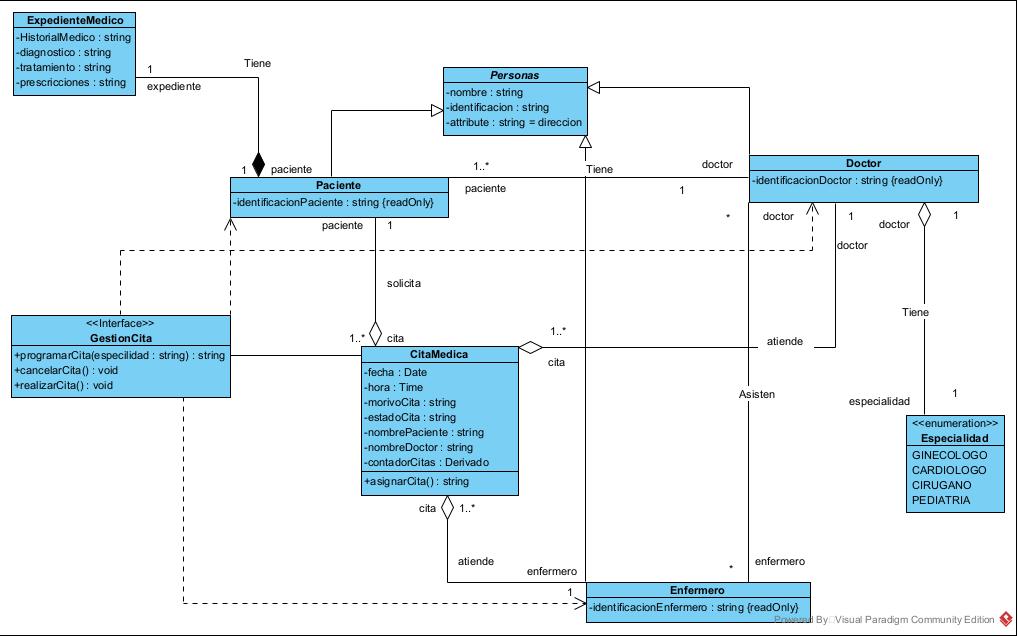 ExpedienteMedico
-HistorialMedico : string
-diagnostico : string
-tratamiento : string
-prescricciones : string
1
expediente
Tiene
Personas
-nombre : string
-identificacion : string
-attribute : string = direccion
1
paciente
1..*
paciente
Tiene
doctor
1
Doctor
-identificacionDoctor : string {readOnly}
Paciente
-identificacionPaciente : string {readOnly}
paciente
1
*
doctor
1
doctor
doctor
1
solicita
Tiene
<<Interface>>
GestionCita
+programarCita(especilidad : string) : string
+cancelarCita() : void
+realizarCita() : void
1..*
cita
1..*
cita
atiende
CitaMedica
-fecha : Date
-hora : Time
-morivoCita : string
-estadoCita : string
-nombrePaciente : string
-nombreDoctor : string
-contadorCitas : Derivado
+asignarCita() : string
Asisten
1
especialidad
<<enumeration>>
Especialidad
GINECOLOGO
CARDIOLOGO
CIRUGANO
PEDIATRIA
cita
1..*
atiende
enfermero
1
*
enfermero
Enfermero
-identificacionEnfermero : string {readOnly}
Powered By Visual Paradigm Community Edition